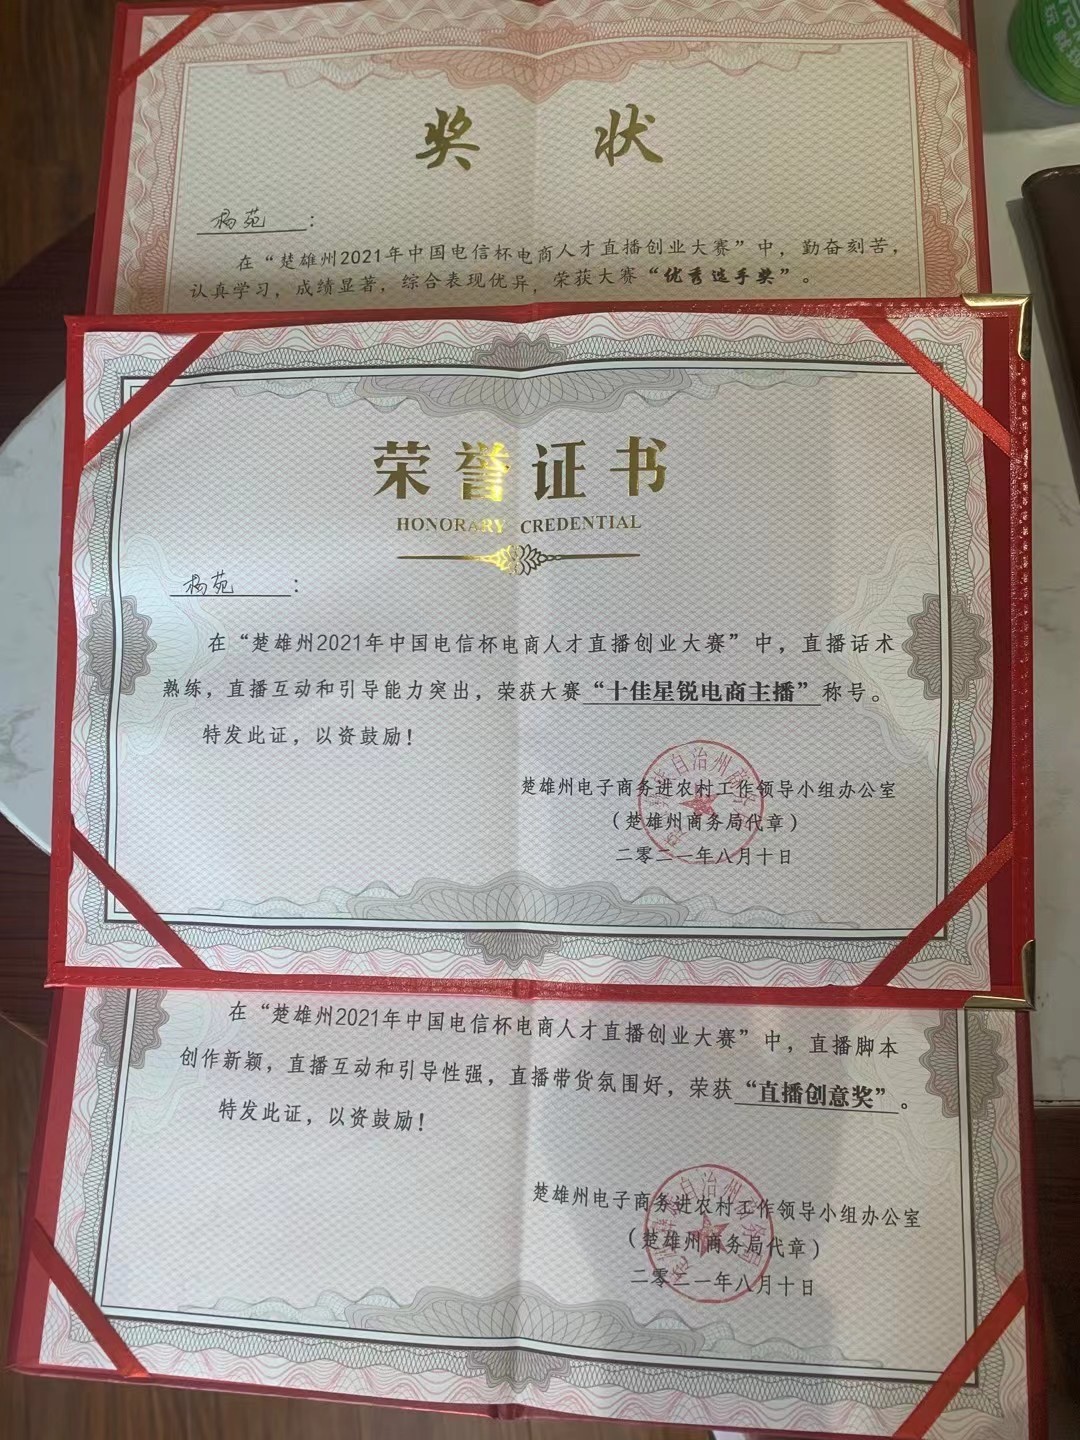 奖 状
杨苑：
在“楚雄州2021年中国电信杯电商人才直播创业大赛”中，勤奋刻苦，
认真学习，成绩显著，综合表现优异，荣获大赛“优秀选手奖”。
荣誉证书
HONORARY CREDENTIAL
杨苑：
在“楚雄州2021年中国电信杯电商人才直播创业大赛”中，直播话术
熟练，直播互动和引导能力突出，荣获大赛“十佳星锐电商主播”称号。
特发此证，以资鼓励！
楚雄州电子商务进农村工作领导小组办公室
（楚雄州商务局代章）
二零二一年八月十日
在“楚雄州2021年中国电信杯电商人才直播创业大赛”中，直播脚本
创作新颖，直播互动和引导性强，直播带货氛围好，荣获“直播创意奖”。
特发此证，以资鼓励！
楚雄州电子商务进农村工作领导小组办公室
（楚雄州商务局代章）
二零二一年八月十日